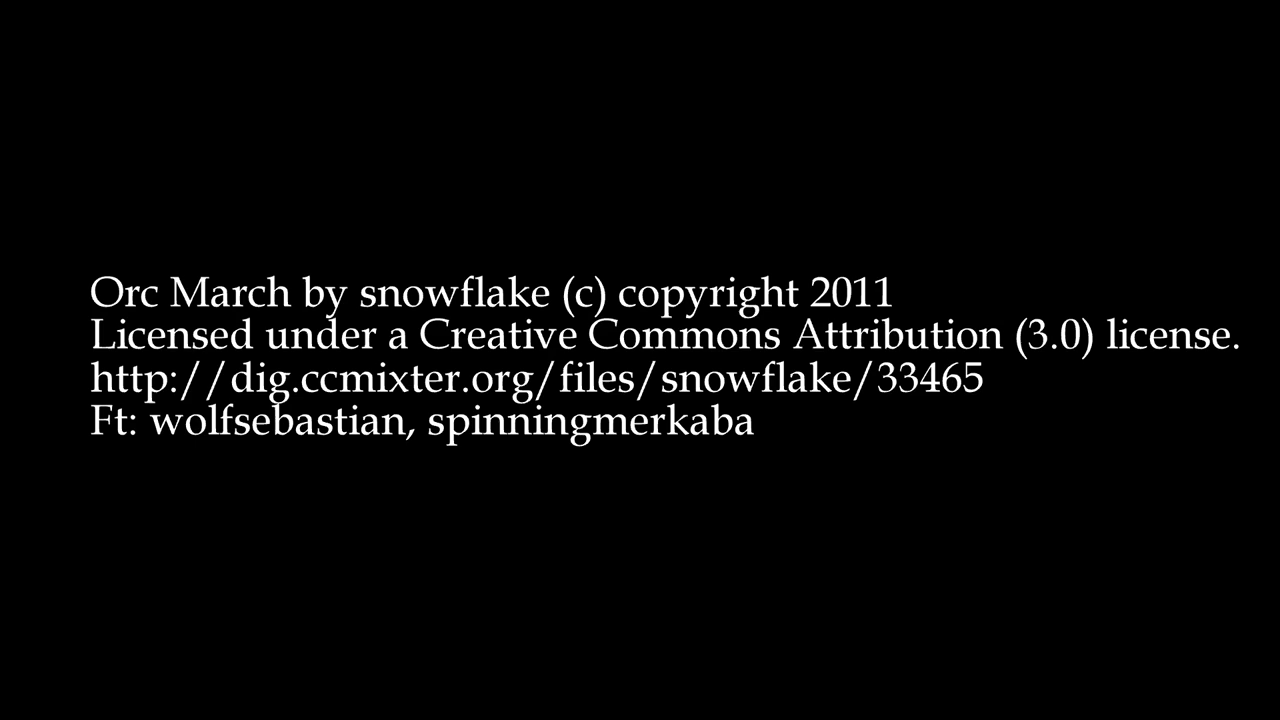 Orc March by snowflake (c) copyright 2011
Licensed under a Creative Commons Attribution (3.0) license.
http://dig.ccmixter.org/files/snowflake/33465
Ft: wolfsebastian, spinningmerkaba